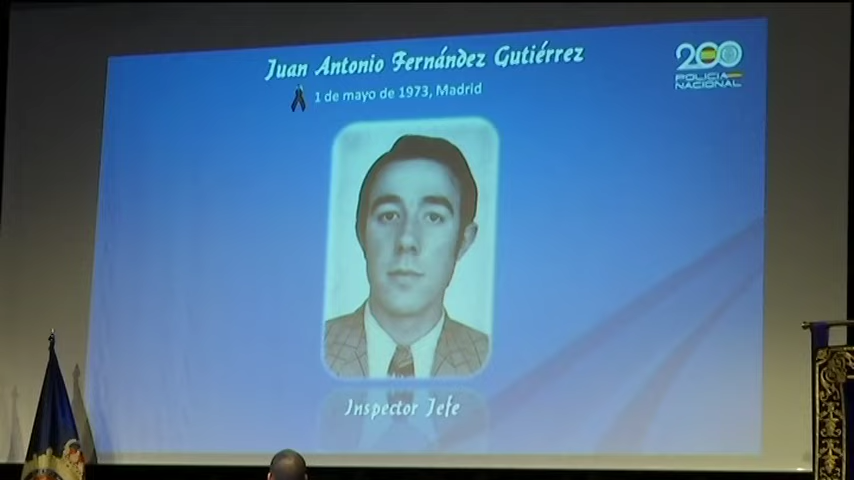 Juan Antonio Fernández Gutiérrez
1 de mayo de 1973, Madrid
200
POLICÍA
NACIONAL
Inspector Jefe